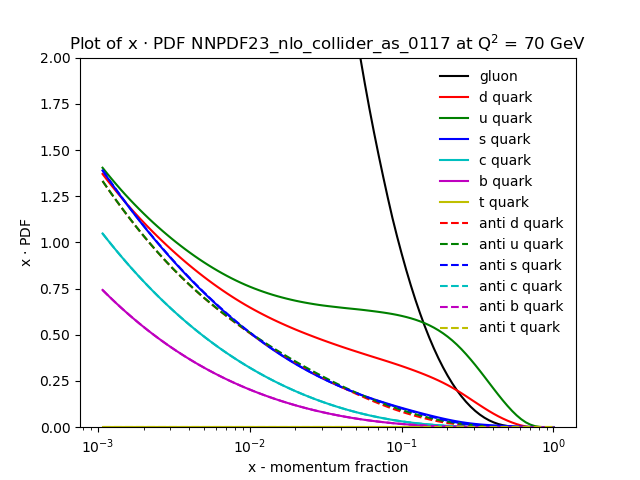 Plot of x · PDF NNPDF23_nlo_collider_as_0117 at Q² = 70 GeV
2.00
1.75
1.50
1.25
1.00
0.75
0.50
0.25
0.00
x · PDF
gluon
d quark
u quark
s quark
c quark
b quark
t quark
anti d quark
anti u quark
anti s quark
anti c quark
anti b quark
anti t quark
10⁻³ 10⁻² 10⁻¹ 10⁰
x - momentum fraction